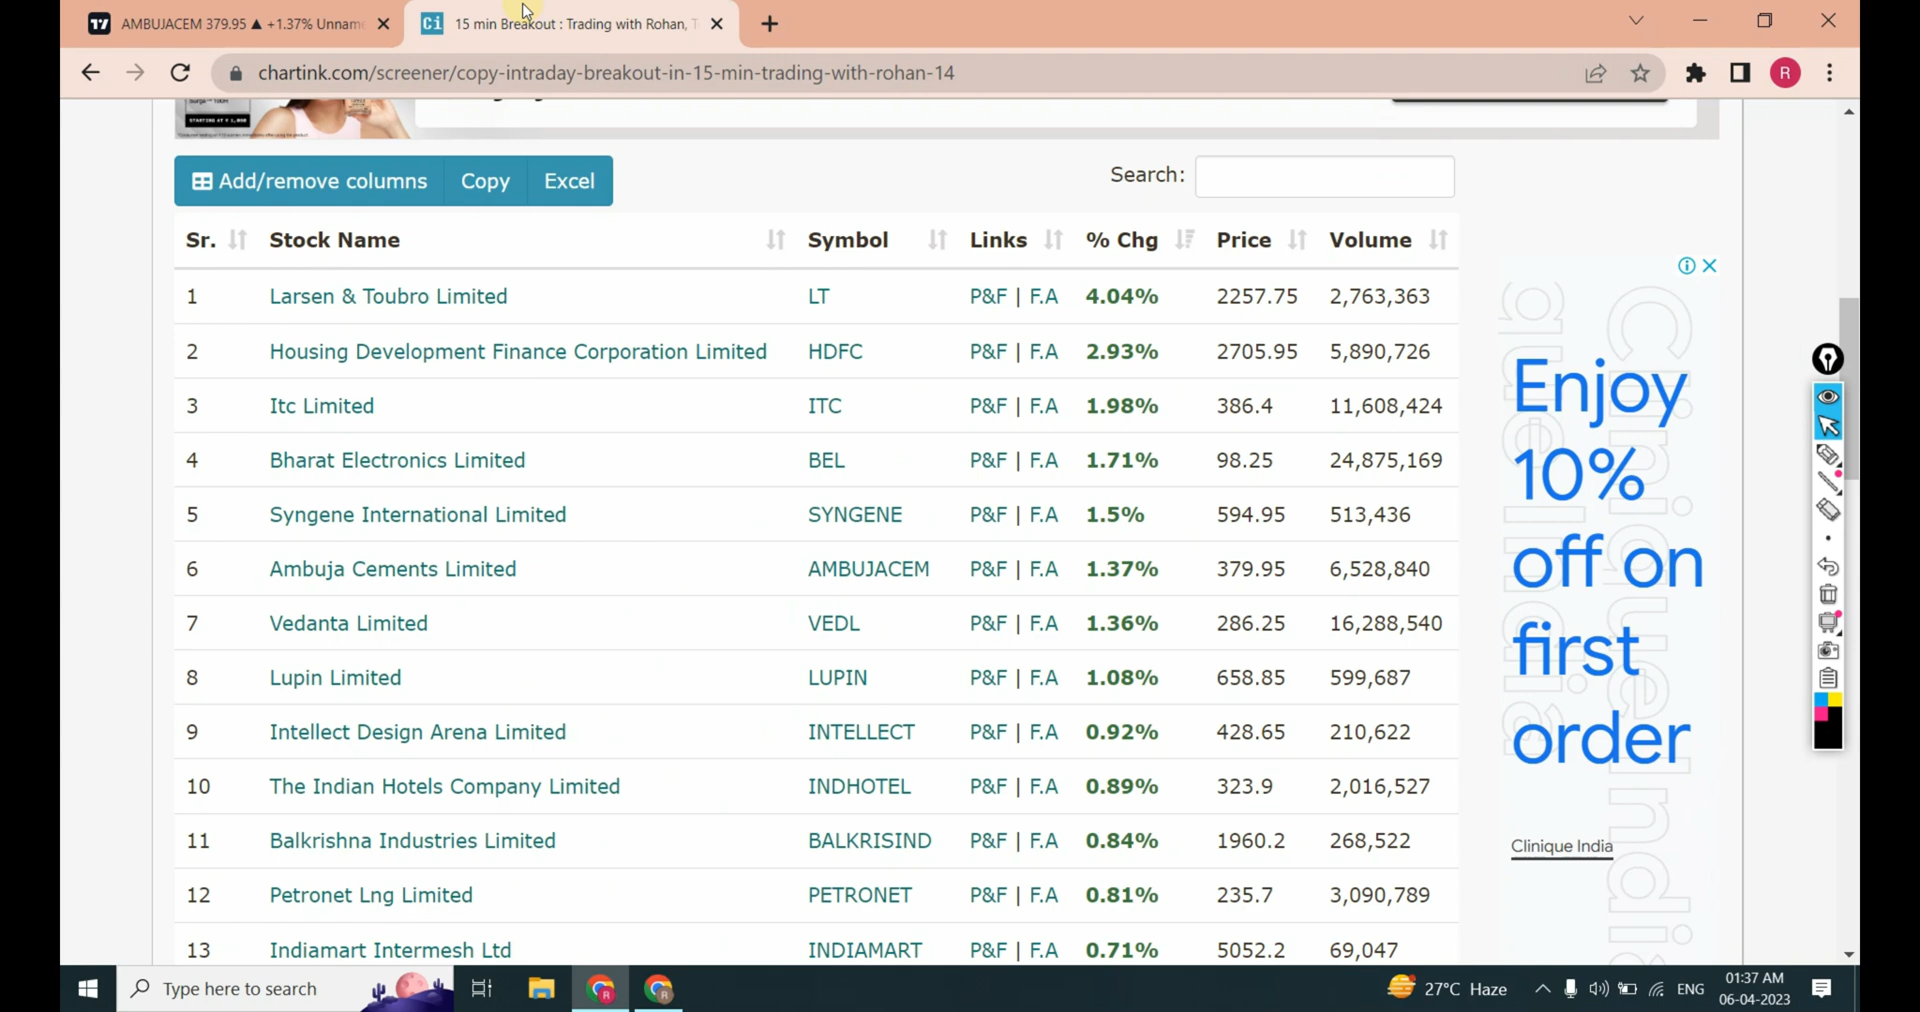 AMBUJACEM 379.95 ▲ +1.37% Unname
15 min Breakout : Trading with Rohan, T
chartink.com/screener/copy-intraday-breakout-in-15-min-trading-with-rohan-14
R
STARTING AT ₹ 1,050
Add/remove columns Copy Excel
Search:
Sr. Stock Name Symbol Links % Chg Price Volume
1 Larsen & Toubro Limited LT P&F | F.A 4.04% 2257.75 2,763,363
2 Housing Development Finance Corporation Limited HDFC P&F | F.A 2.93% 2705.95 5,890,726
3 Itc Limited ITC P&F | F.A 1.98% 386.4 11,608,424
4 Bharat Electronics Limited BEL P&F | F.A 1.71% 98.25 24,875,169
5 Syngene International Limited SYNGENE P&F | F.A 1.5% 594.95 513,436
6 Ambuja Cements Limited AMBUJACEM P&F | F.A 1.37% 379.95 6,528,840
7 Vedanta Limited VEDL P&F | F.A 1.36% 286.25 16,288,540
8 Lupin Limited LUPIN P&F | F.A 1.08% 658.85 599,687
9 Intellect Design Arena Limited INTELLECT P&F | F.A 0.92% 428.65 210,622
10 The Indian Hotels Company Limited INDHOTEL P&F | F.A 0.89% 323.9 2,016,527
11 Balkrishna Industries Limited BALKRISIND P&F | F.A 0.84% 1960.2 268,522
12 Petronet Lng Limited PETRONET P&F | F.A 0.81% 235.7 3,090,789
13 Indiamart Intermesh Ltd INDIAMART P&F | F.A 0.71% 5052.2 69,047
Enjoy
10%
off on
first
order
Clinique India
Type here to search
27°C Haze
ENG
01:37 AM
06-04-2023